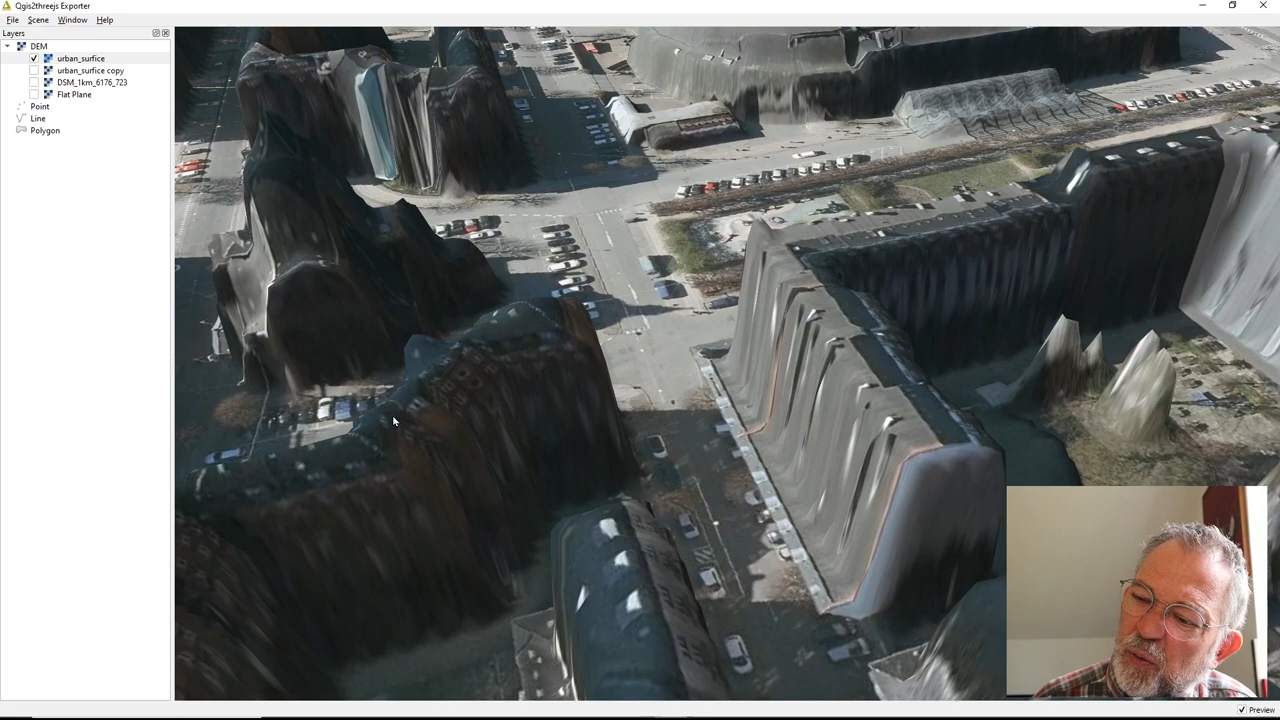 Qgis2threejs Exporter
File Scene Window Help
Layers
DEM
urban_surfice
urban_surfice copy
DSM_1km_6176_723
Flat Plane
Point
Line
Polygon
Preview